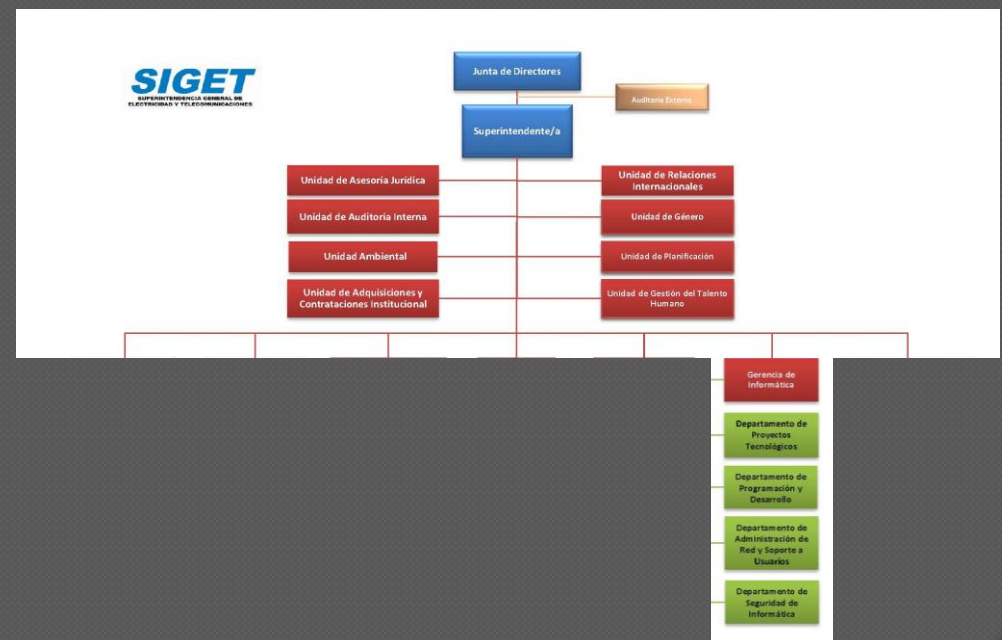 SIGET
SUPERINTENDENCIA GENERAL DE
ELECTRICIDAD Y TELECOMUNICACIONES
Junta de Directores
Auditoria Externa
Superintendente/a
Unidad de Asesoría Jurídica
Unidad de Relaciones
Internacionales
Unidad de Auditoria Interna
Unidad de Género
Unidad Ambiental
Unidad de Planificación
Unidad de Adquisiciones y
Contrataciones Institucional
Unidad de Gestión del Talento
Humano
Gerencia de
Informática
Departamento de
Proyectos
Tecnológicos
Departamento de
Programación y
Desarrollo
Departamento de
Administración de
Red y Soporte a
Usuarios
Departamento de
Seguridad de
Informática